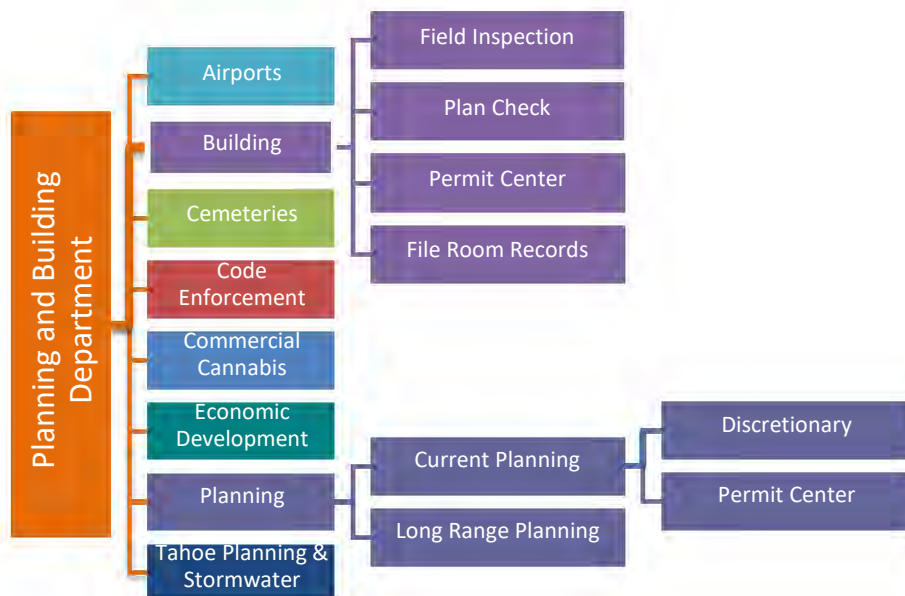 Planning and Building
Department
Airports
Building
Cemeteries
Code
Enforcement
Commercial
Cannabis
Economic
Development
Planning
Tahoe Planning &
Stormwater
Field Inspection
Plan Check
Permit Center
File Room Records
Current Planning
Long Range Planning
Discretionary
Permit Center